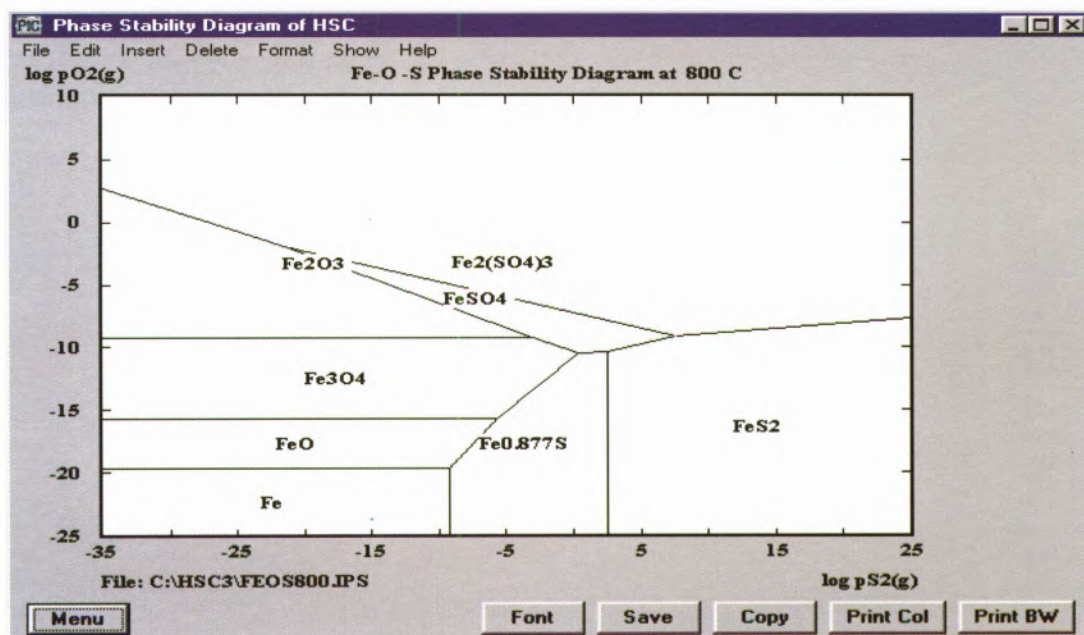 PIC Phase Stability Diagram of HSC
File Edit Insert Delete Format Show Help
log pO2(g) Fe-O -S Phase Stability Diagram at 800 C
10
5
0
-5
-10
-15
-20
-25
Fe2O3
Fe2(SO4)3
FeSO4
Fe3O4
FeO
Fe0.877S
FeS2
Fe
-35 -25 -15 -5 5 15 25
File: C:\HSC3\FEOS800.IPS log pS2(g)
Menu Font Save Copy Print Col Print BW